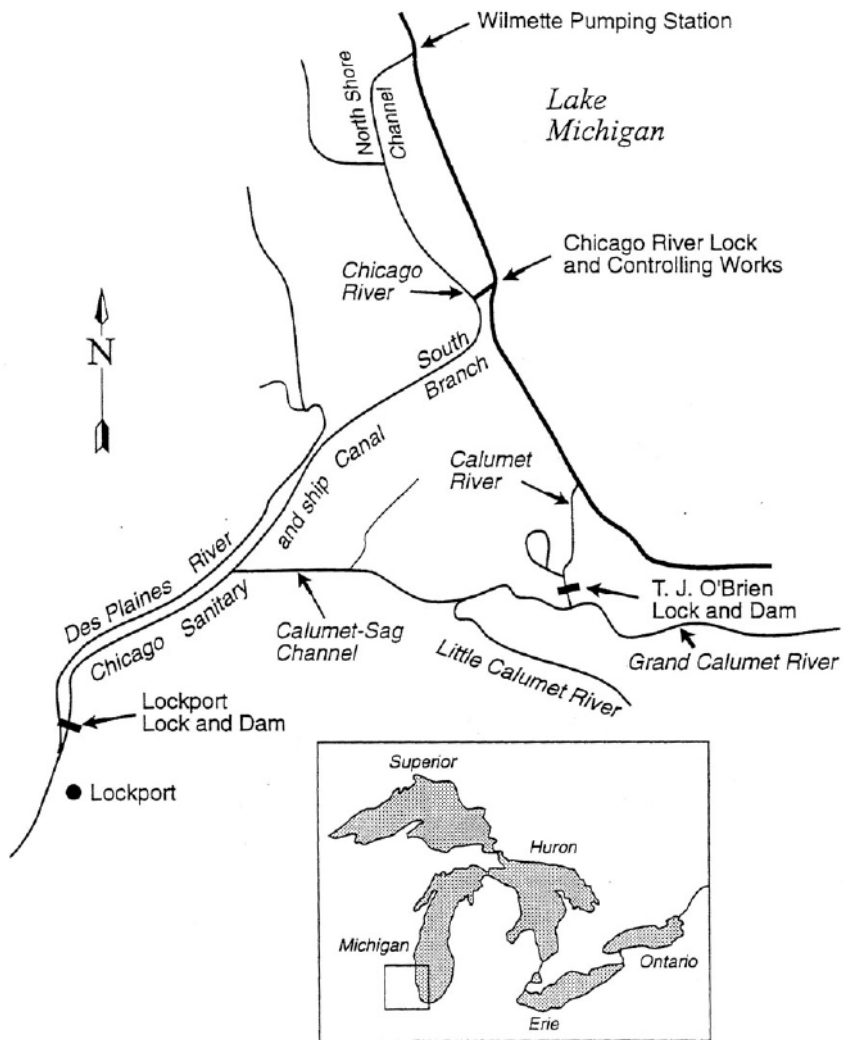 Wilmette Pumping Station
North Shore
Channel
Lake
Michigan
Chicago River Lock
and Controlling Works
Chicago
River
N
South
Branch
Calumet
River
and ship Canal
Des Plaines River
Chicago Sanitary
T. J. O'Brien
Lock and Dam
Calumet-Sag
Channel
Little Calumet River
Grand Calumet River
Lockport
Lock and Dam
Lockport
Superior
Huron
Michigan
Ontario
Erie